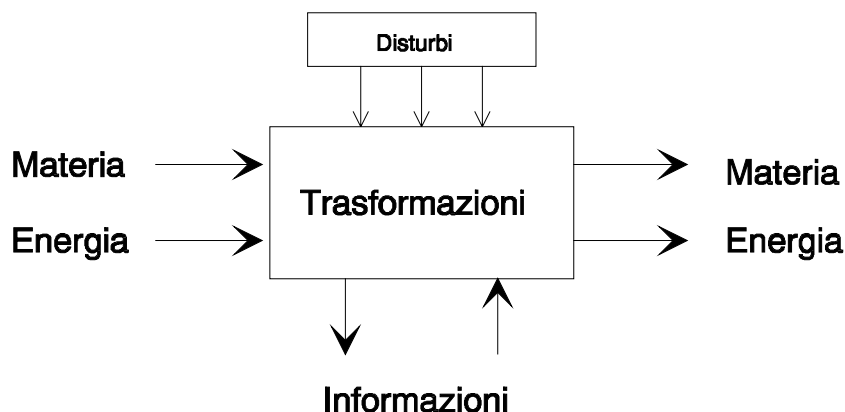 Disturbi
Materia
Materia
Trasformazioni
Energia
Energia
Informazioni